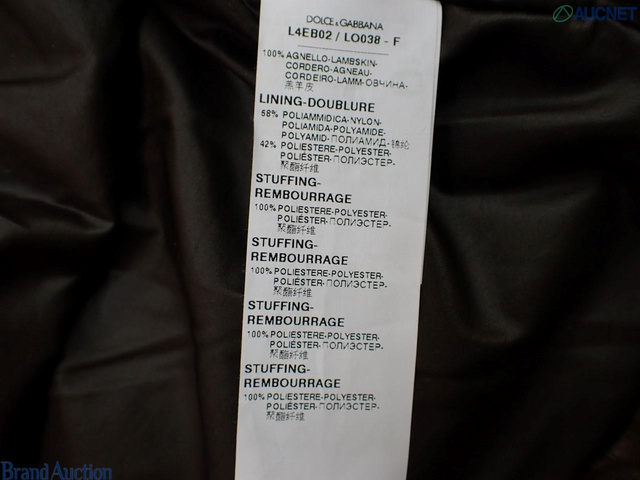 AUCNET
DOLCE & GABBANA
L4EB02 / LO038 - F
100% AGNELLO-LAMBSKIN-
CORDERO-AGNEAU-
CORDEIRO-LAMM-ОВЧИНА-
羔羊皮
LINING-DOUBLURE
58% POLIAMMIDICA-NYLON-
POLIAMIDA-POLYAMIDE-
POLYAMID-ПОЛИАМИД-锦纶
42% POLIESTERE-POLYESTER-
POLIÉSTER-ПОЛИЭСТЕР-
聚酯纤维
STUFFING-
REMBOURRAGE
100% POLIESTERE-POLYESTER-
POLIÉSTER-ПОЛИЭСТЕР-
聚酯纤维
STUFFING-
REMBOURRAGE
100% POLIESTERE-POLYESTER-
POLIÉSTER-ПОЛИЭСТЕР-
聚酯纤维
STUFFING-
REMBOURRAGE
100% POLIESTERE-POLYESTER-
POLIÉSTER-ПОЛИЭСТЕР-
聚酯纤维
STUFFING-
REMBOURRAGE
100% POLIESTERE-POLYESTER-
POLIÉSTER-ПОЛИЭСТЕР-
聚酯纤维
Brand Auction